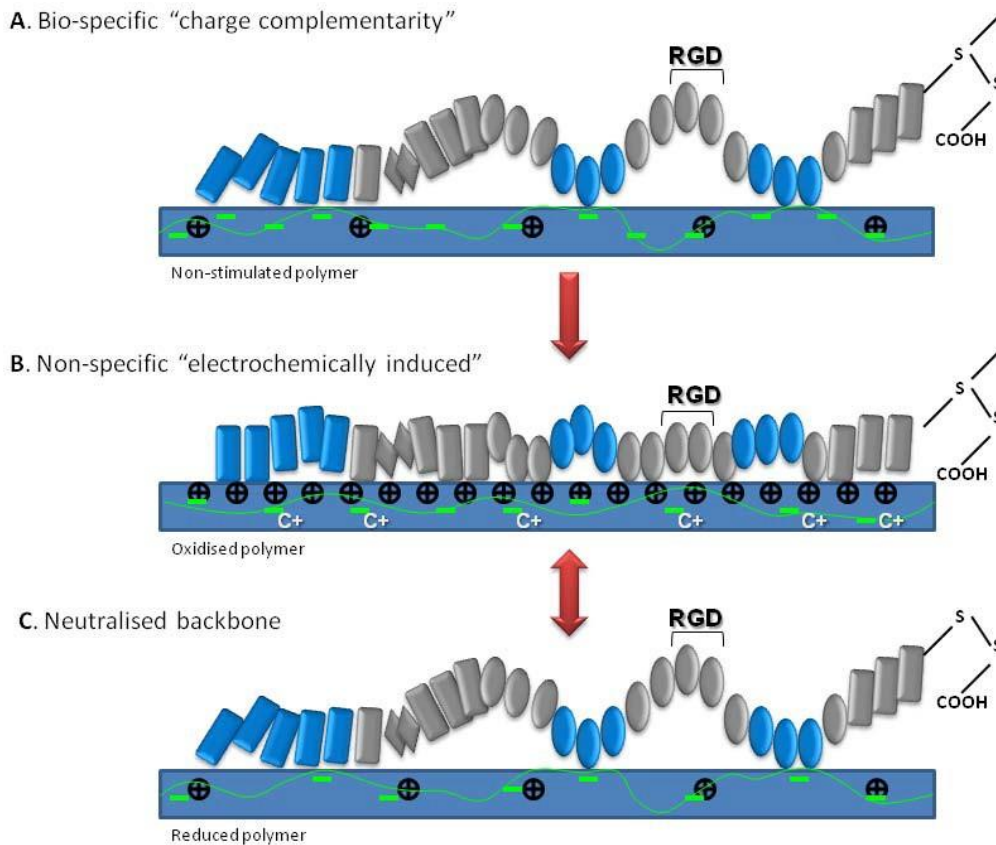 A. Bio-specific “charge complementarity”
RGD
S
S
COOH
Non-stimulated polymer
B. Non-specific “electrochemically induced”
RGD
S
S
COOH
C+ C+ C+ C+ C+ C+
Oxidised polymer
C. Neutralised backbone
RGD
S
S
COOH
Reduced polymer